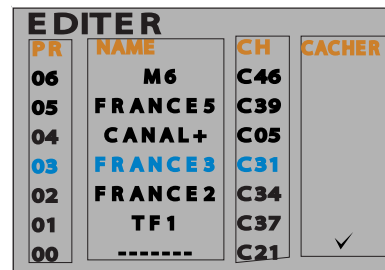 EDITER
PR NAME CH CACHER
06 M6 C46
05 FRANCE5 C39
04 CANAL+ C05
03 FRANCE3 C31
02 FRANCE2 C34
01 TF1 C37
00 ------- C21 ✓